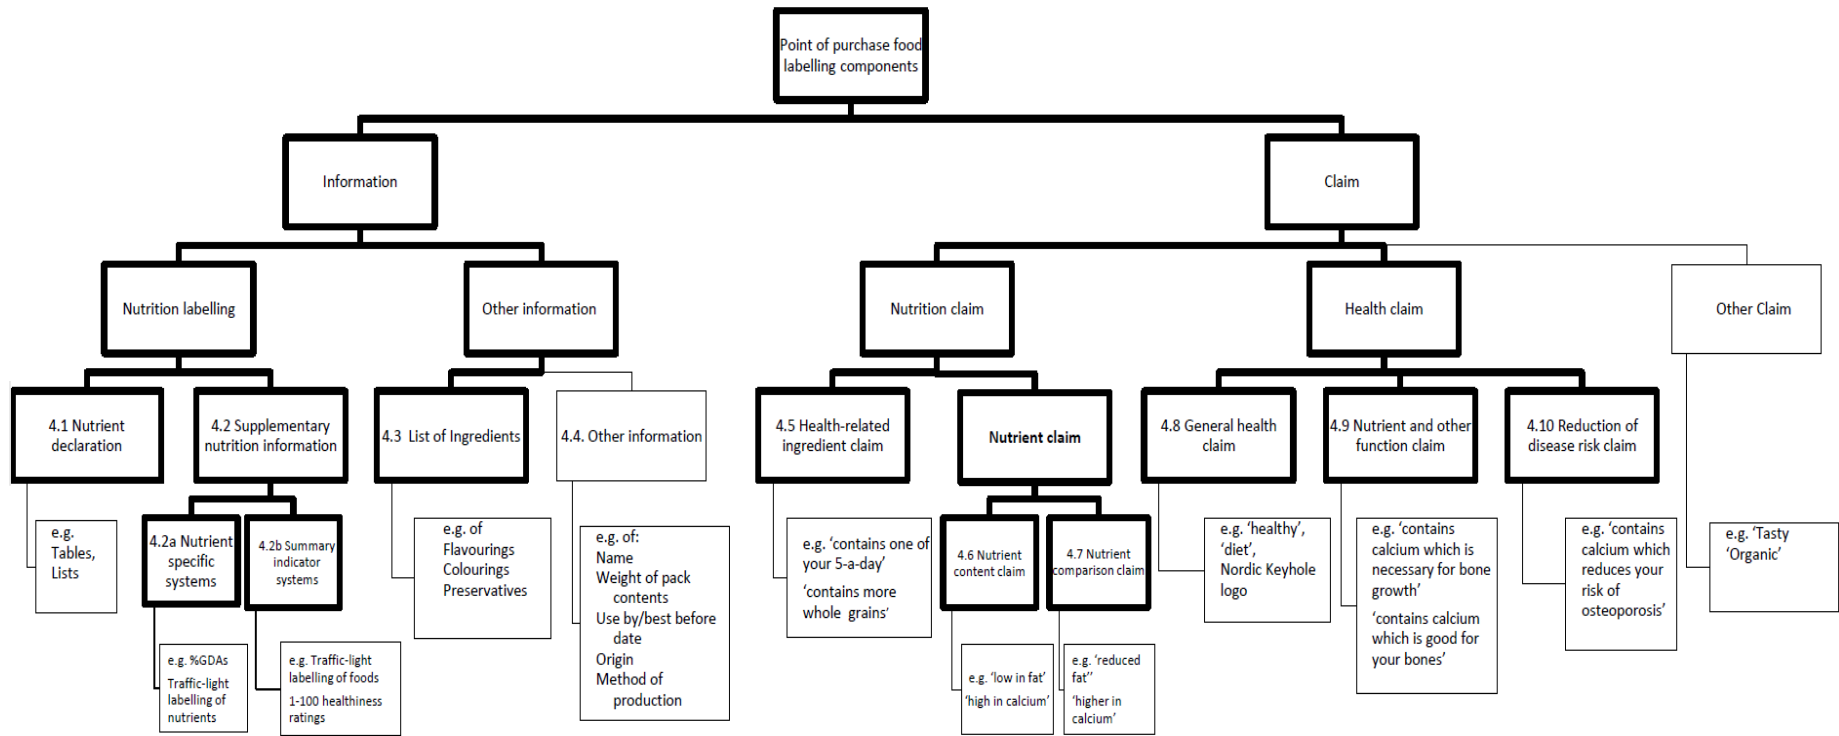 Point of purchase food
labelling components
Information
Claim
Nutrition labelling
Other information
Nutrition claim
Health claim
Other Claim
4.1 Nutrient
declaration
4.2 Supplementary
nutrition information
4.3 List of Ingredients
4.4. Other information
4.5 Health-related
ingredient claim
Nutrient claim
4.8 General health
claim
4.9 Nutrient and other
function claim
4.10 Reduction of
disease risk claim
e.g.
Tables,
Lists
4.2a Nutrient
specific
systems
4.2b Summary
indicator
systems
e.g. of
Flavourings
Colourings
Preservatives
e.g. of:
Name
Weight of pack
contents
Use by/best before
date
Origin
Method of
production
e.g. ‘contains one of
your 5-a-day’
‘contains more
whole grains’
4.6 Nutrient
content claim
4.7 Nutrient
comparison claim
e.g. ‘healthy’,
‘diet’,
Nordic Keyhole
logo
e.g. ‘contains
calcium which is
necessary for bone
growth’
‘contains calcium
which is good for
your bones’
e.g. ‘contains
calcium which
reduces your
risk of
osteoporosis’
e.g. ‘Tasty
‘Organic’
e.g. %GDAs
Traffic-light
labelling of
nutrients
e.g. Traffic-light
labelling of foods
1-100 healthiness
ratings
e.g. ‘low in fat’
‘high in calcium’
e.g. ‘reduced
fat’’
‘higher in
calcium’